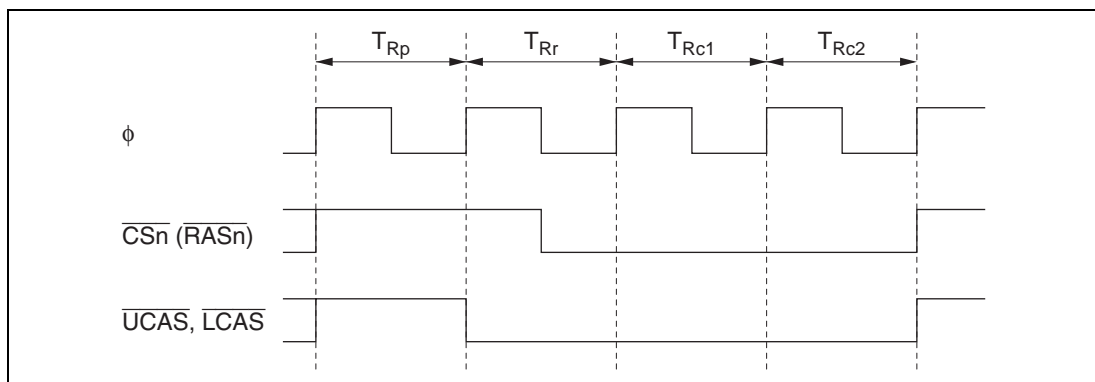 TRp TRr TRc1 TRc2
ϕ
CSn (RASn)
UCAS, LCAS